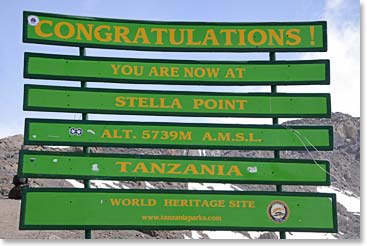 CONGRATULATIONS!
YOU ARE NOW AT
STELLA POINT
ALT. 5739M A.M.S.L.
TANZANIA
WORLD HERITAGE SITE
www.tanzaniaparks.com